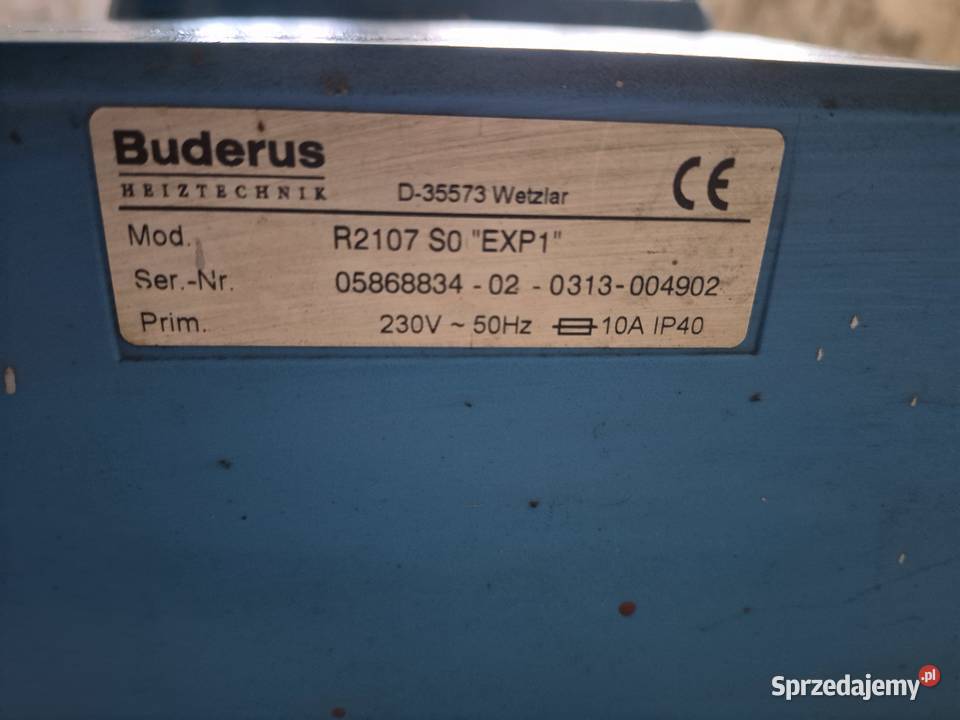 Buderus
HEIZTECHNIK
D-35573 Wetzlar
CE
Mod. R2107 S0 "EXP1"
Ser.-Nr. 05868834 - 02 - 0313-004902
Prim. 230V ~ 50Hz 10A IP40
Sprzedajemy.pl